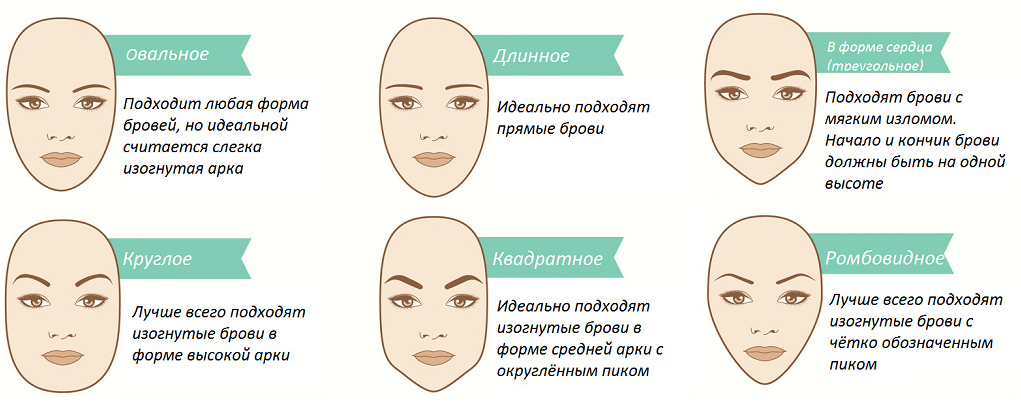 Овальное
Подходит любая форма
бровей, но идеальной
считается слегка
изогнутая арка
Длинное
Идеально подходят
прямые брови
В форме сердца
(треугольное)
Подходят брови с
мягким изломом.
Начало и кончик брови
должны быть на одной
высоте
Круглое
Лучше всего подходят
изогнутые брови в
форме высокой арки
Квадратное
Идеально подходят
изогнутые брови в
форме средней арки с
округлённым пиком
Ромбовидное
Лучше всего подходят
изогнутые брови с
чётко обозначенным
пиком